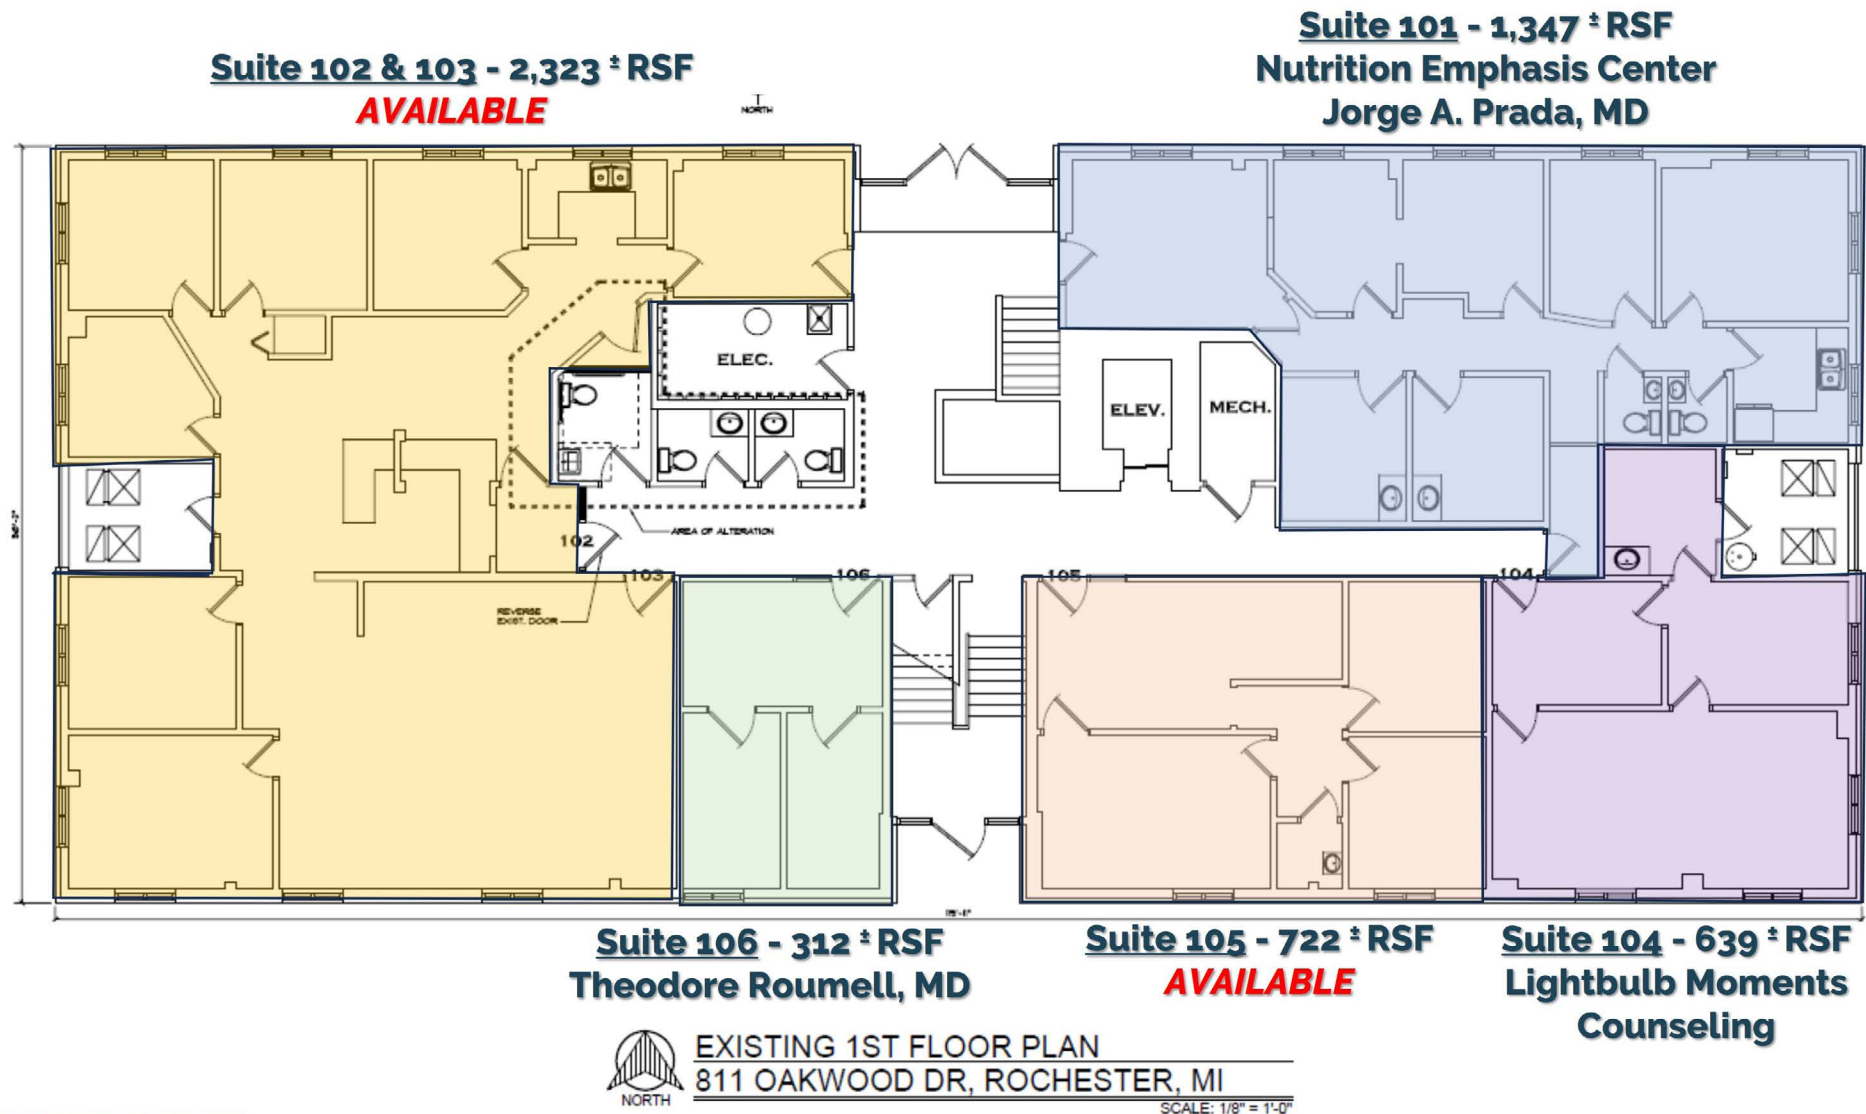 Suite 101 - 1,347 ± RSF
Nutrition Emphasis Center
Jorge A. Prada, MD
Suite 102 & 103 - 2,323 ± RSF
AVAILABLE
NORTH
ELEC.
ELEV.
MECH.
AREA OF ALTERATION
102
103
106
105
104
REVERSE
EXIST. DOOR
Suite 106 - 312 ± RSF
Theodore Roumell, MD
Suite 105 - 722 ± RSF
AVAILABLE
Suite 104 - 639 ± RSF
Lightbulb Moments
Counseling
NORTH
EXISTING 1ST FLOOR PLAN
811 OAKWOOD DR, ROCHESTER, MI
SCALE: 1/8" = 1'-0"